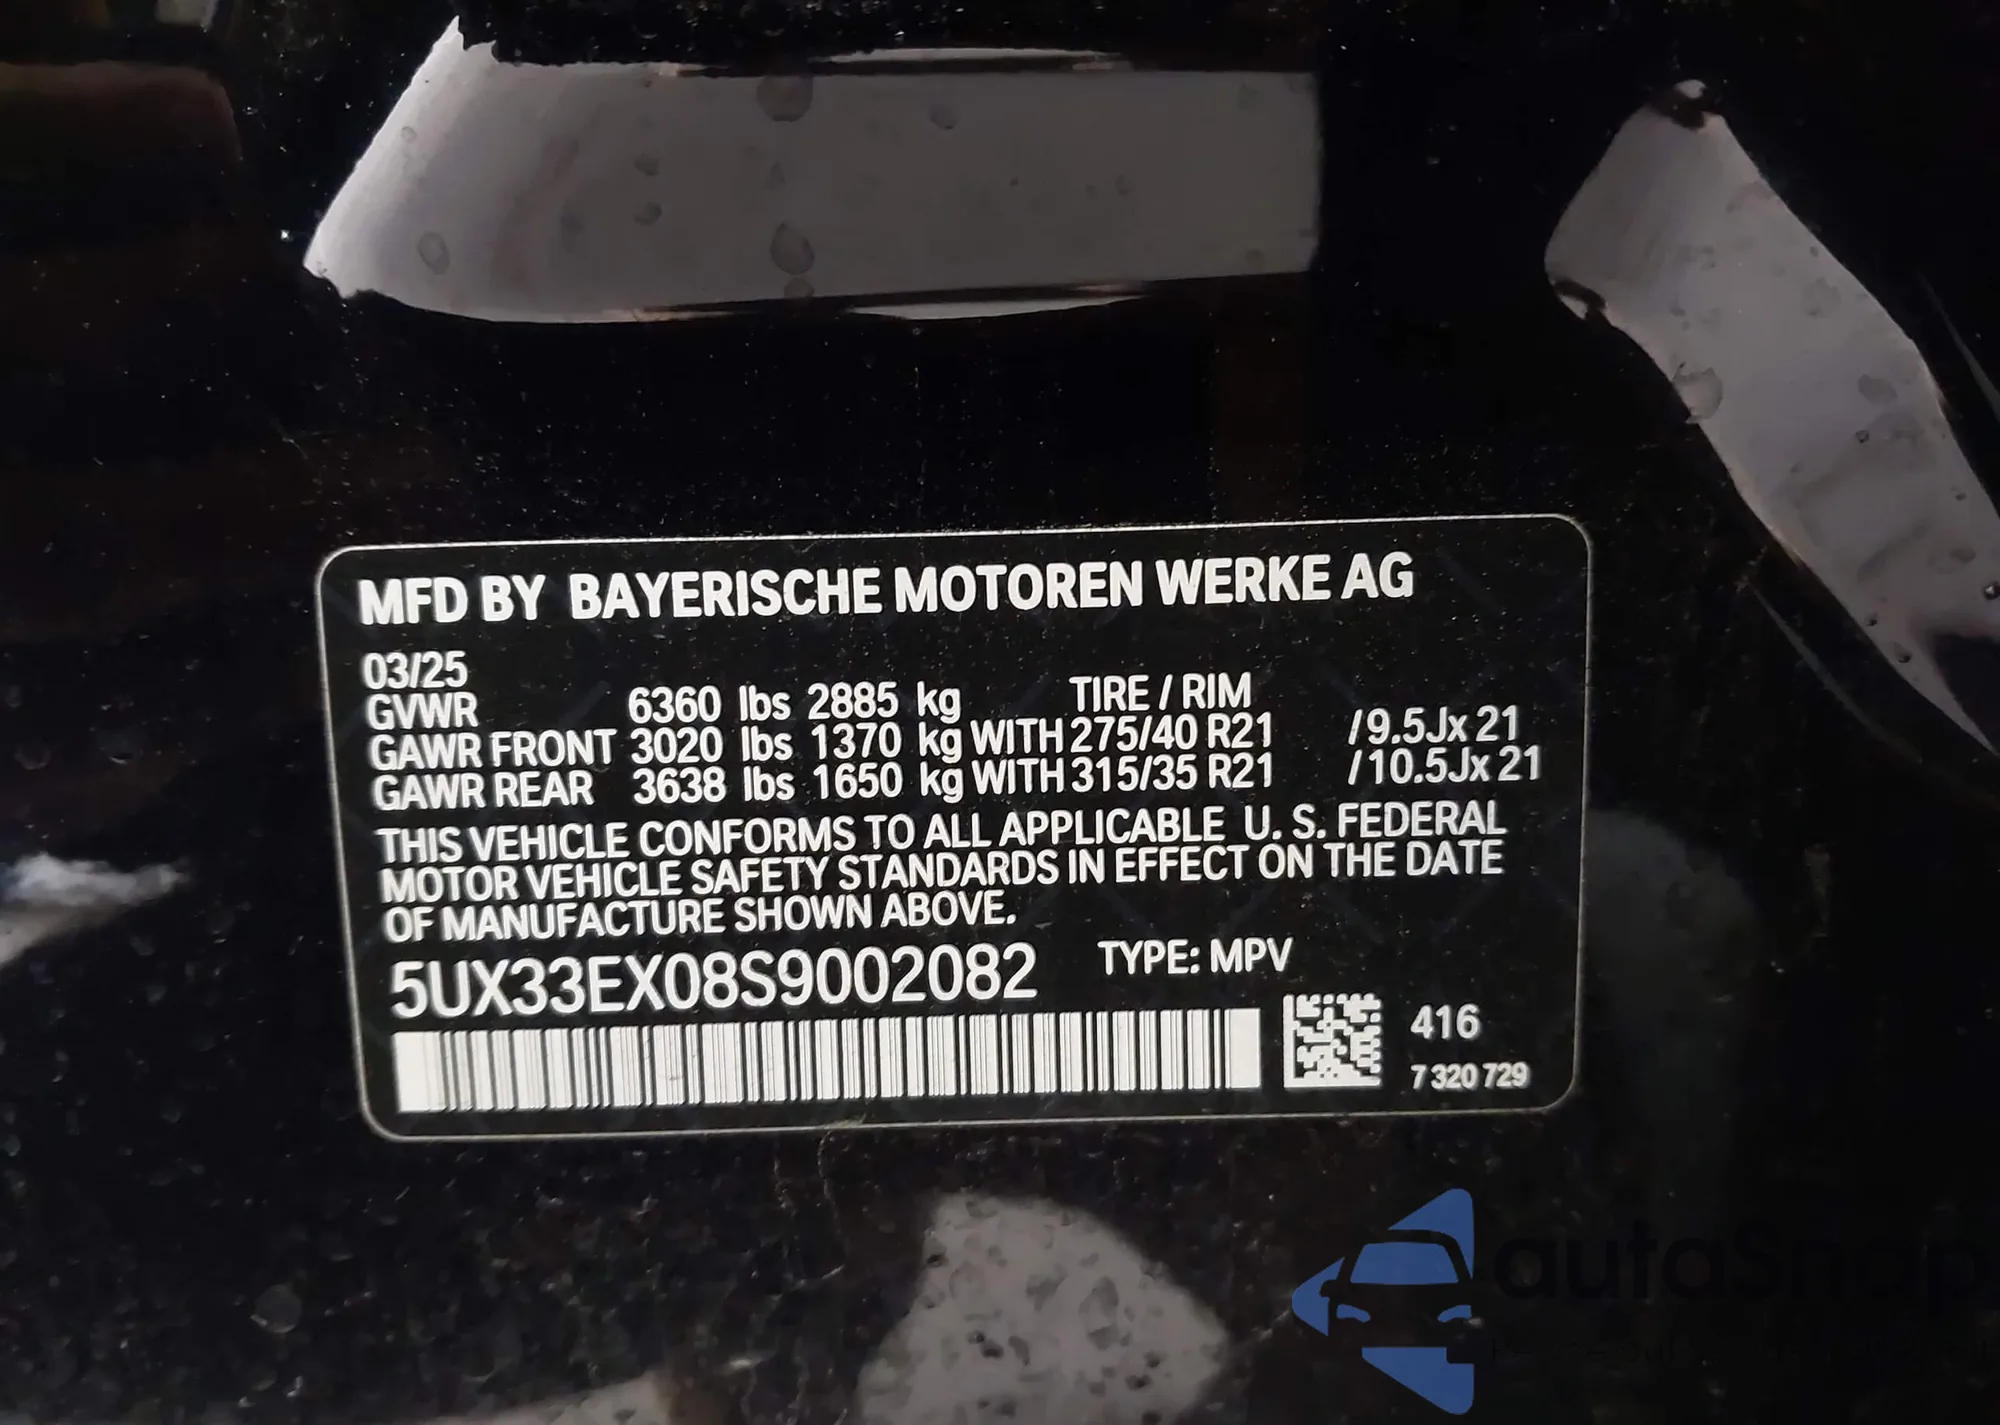 MFD BY BAYERISCHE MOTOREN WERKE AG
03/25
GVWR 6360 lbs 2885 kg TIRE / RIM
GAWR FRONT 3020 lbs 1370 kg WITH 275/40 R21 /9.5Jx 21
GAWR REAR 3638 lbs 1650 kg WITH 315/35 R21 /10.5Jx 21
THIS VEHICLE CONFORMS TO ALL APPLICABLE U. S. FEDERAL
MOTOR VEHICLE SAFETY STANDARDS IN EFFECT ON THE DATE
OF MANUFACTURE SHOWN ABOVE.
5UX33EX08S9002082 TYPE: MPV
416
7 320 729
autaShop